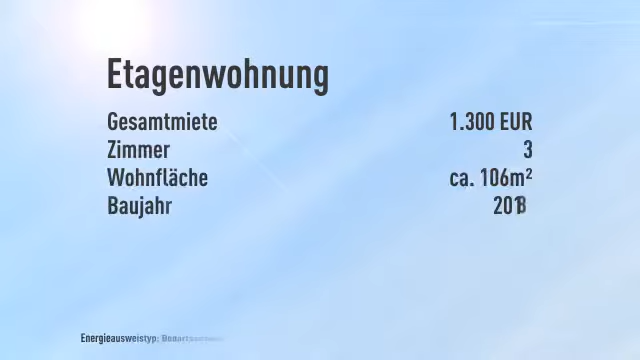 Etagenwohnung
Gesamtmiete 1.300 EUR
Zimmer 3
Wohnfläche ca. 106m²
Baujahr
Energieausweistyp: